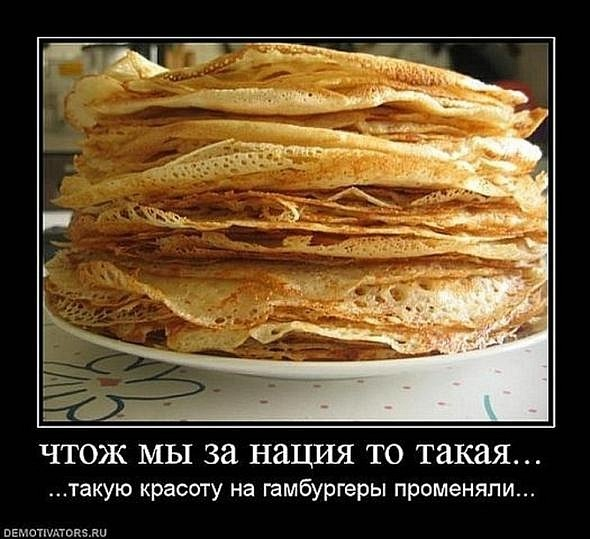 чтож мы за нация то такая...
...такую красоту на гамбургеры променяли...
DEMOTIVATORS.RU